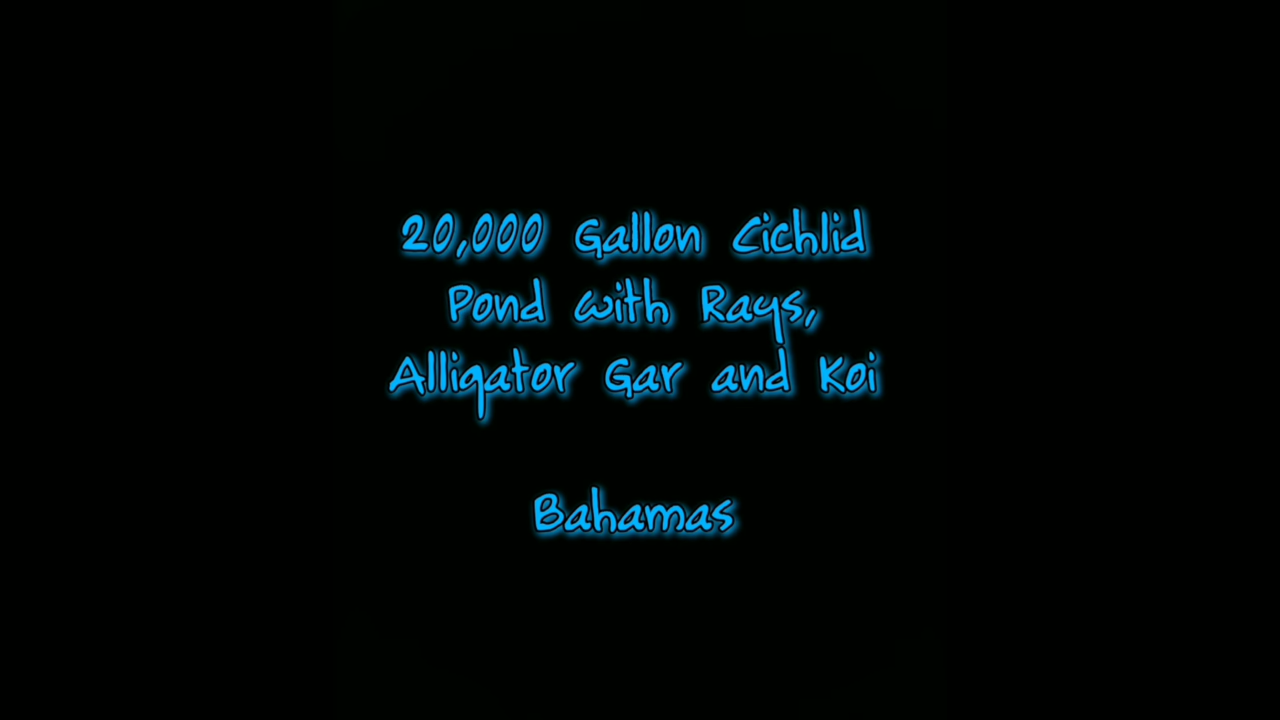 20,000 Gallon Cichlid
Pond with Rays,
Alligator Gar and Koi
Bahamas